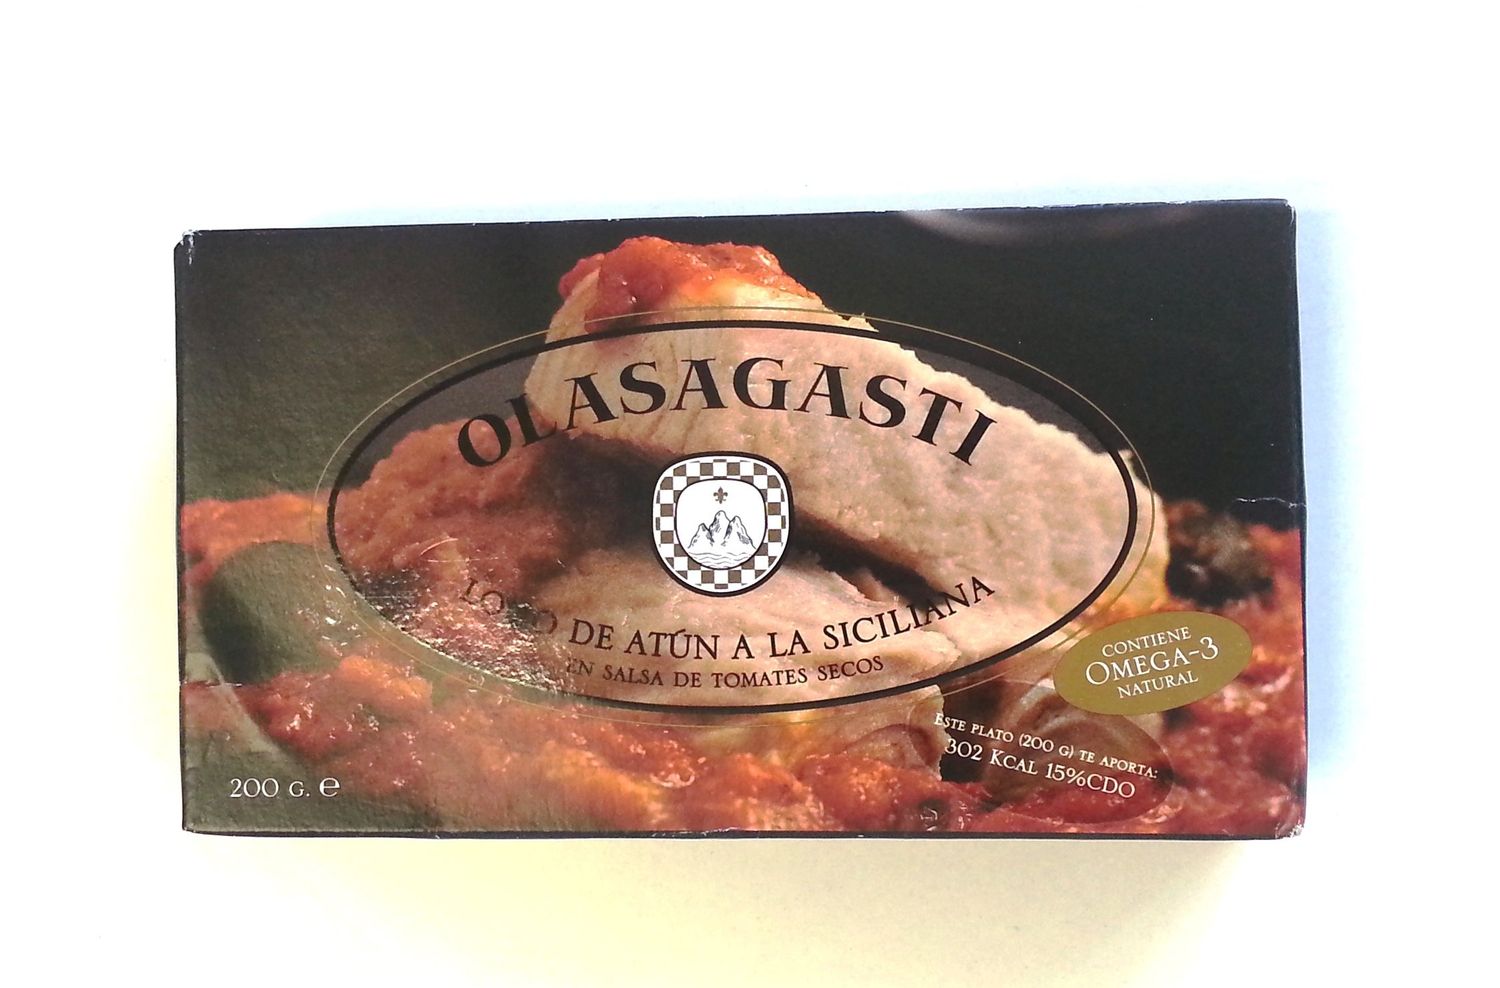 OLASAGASTI
LOMO DE ATÚN A LA SICILIANA
EN SALSA DE TOMATES SECOS
CONTIENE
OMEGA-3
NATURAL
ESTE PLATO (200 G) TE APORTA:
302 KCAL 15%CDO
200 G. ℮